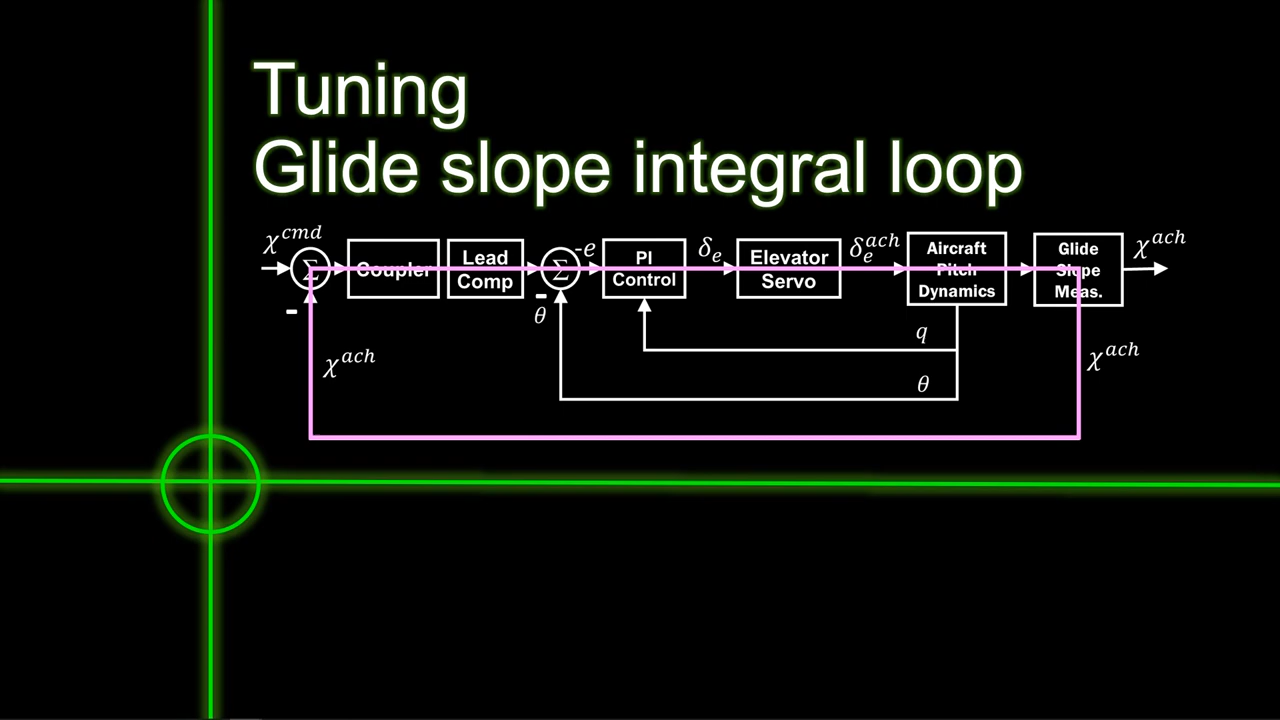 Tuning
Glide slope integral loop
χ^cmd
Σ
-
Coupler
Lead
Comp
Σ
-e
-
θ
PI
Control
δ_e
Elevator
Servo
δ_e^ach
Aircraft
Pitch
Dynamics
Glide
Slope
Meas.
χ^ach
q
θ
χ^ach
χ^ach